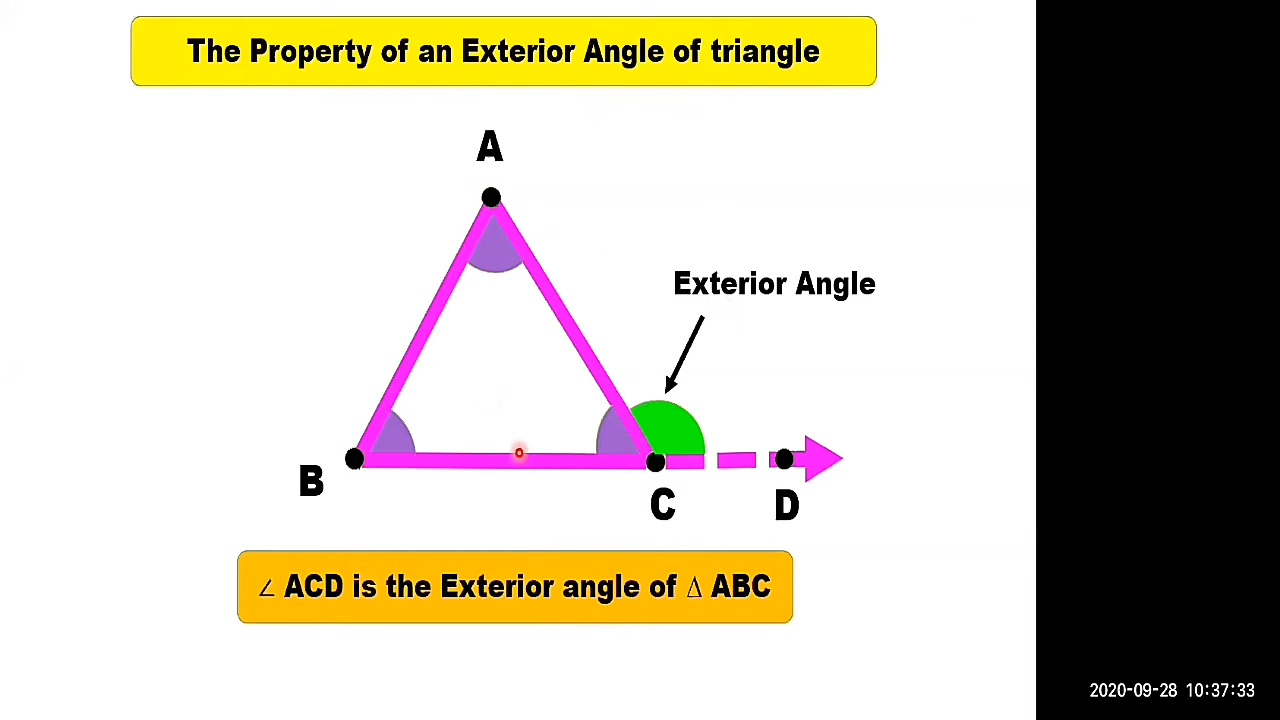 The Property of an Exterior Angle of triangle
A
Exterior Angle
B
C
D
∠ ACD is the Exterior angle of Δ ABC
2020-09-28 10:37:33